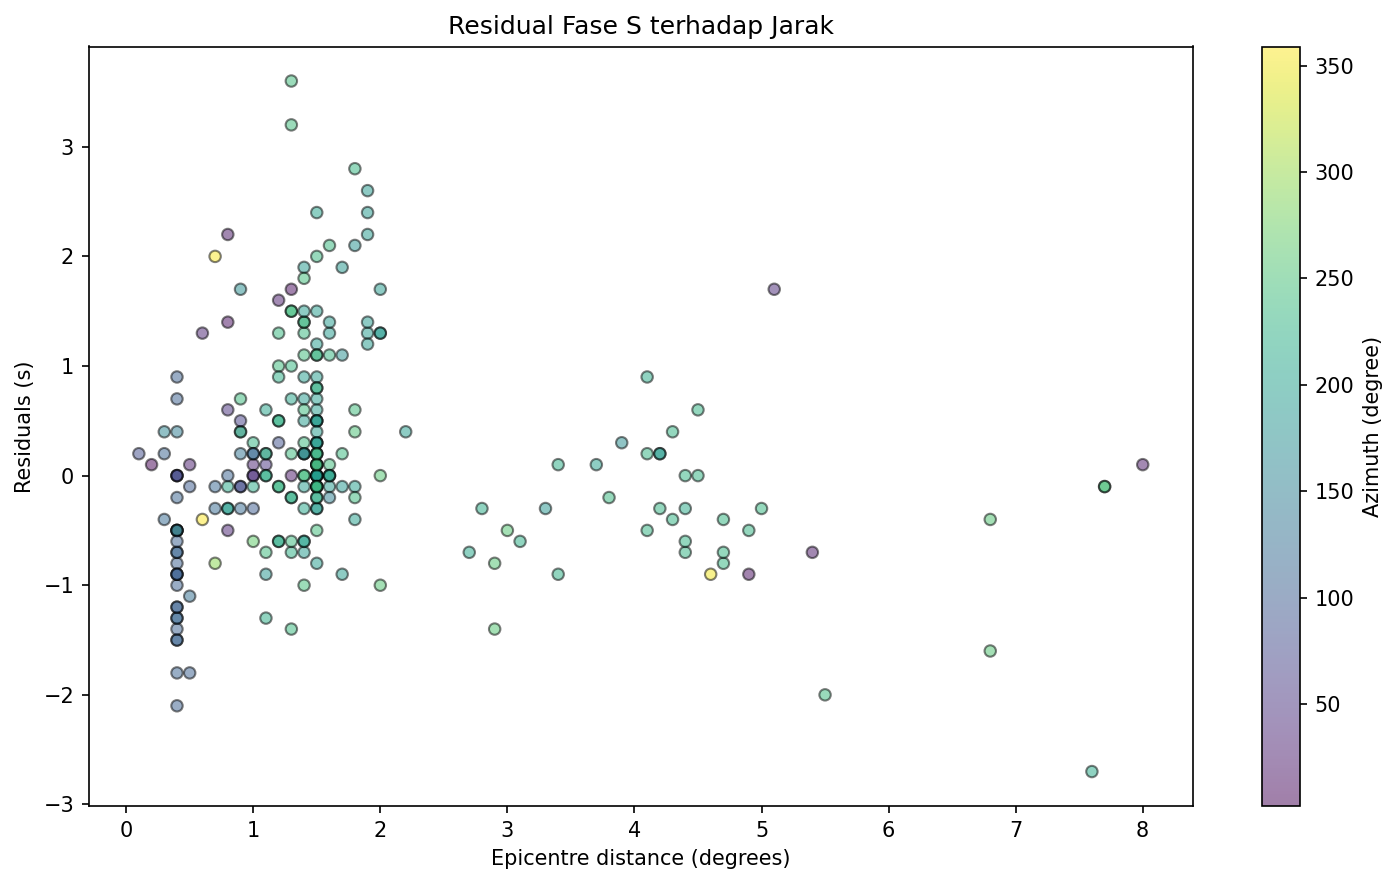 Residual Fase S terhadap Jarak
Residuals (s)
3
2
1
0
−1
−2
−3
0 1 2 3 4 5 6 7 8
Epicentre distance (degrees)
350
300
250
200
150
100
50
Azimuth (degree)